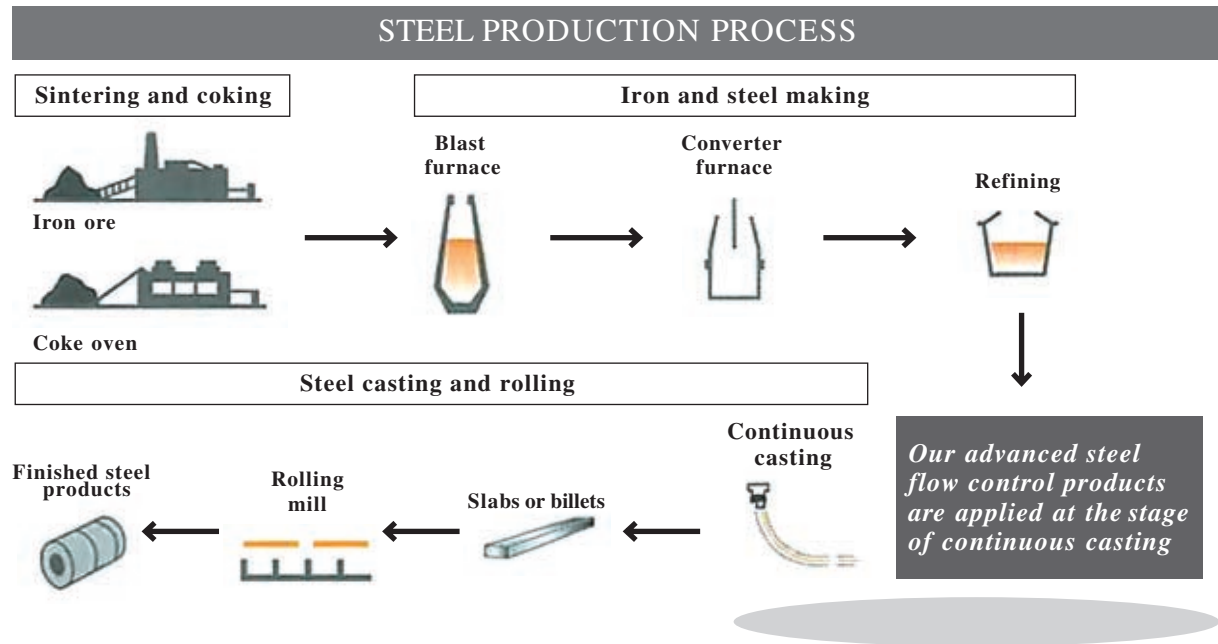 STEEL PRODUCTION PROCESS
Sintering and coking
Iron and steel making
Iron ore
Coke oven
Blast
furnace
Converter
furnace
Refining
Steel casting and rolling
Our advanced steel
flow control products
are applied at the stage
of continuous casting
Continuous
casting
Slabs or billets
Rolling
mill
Finished steel
products